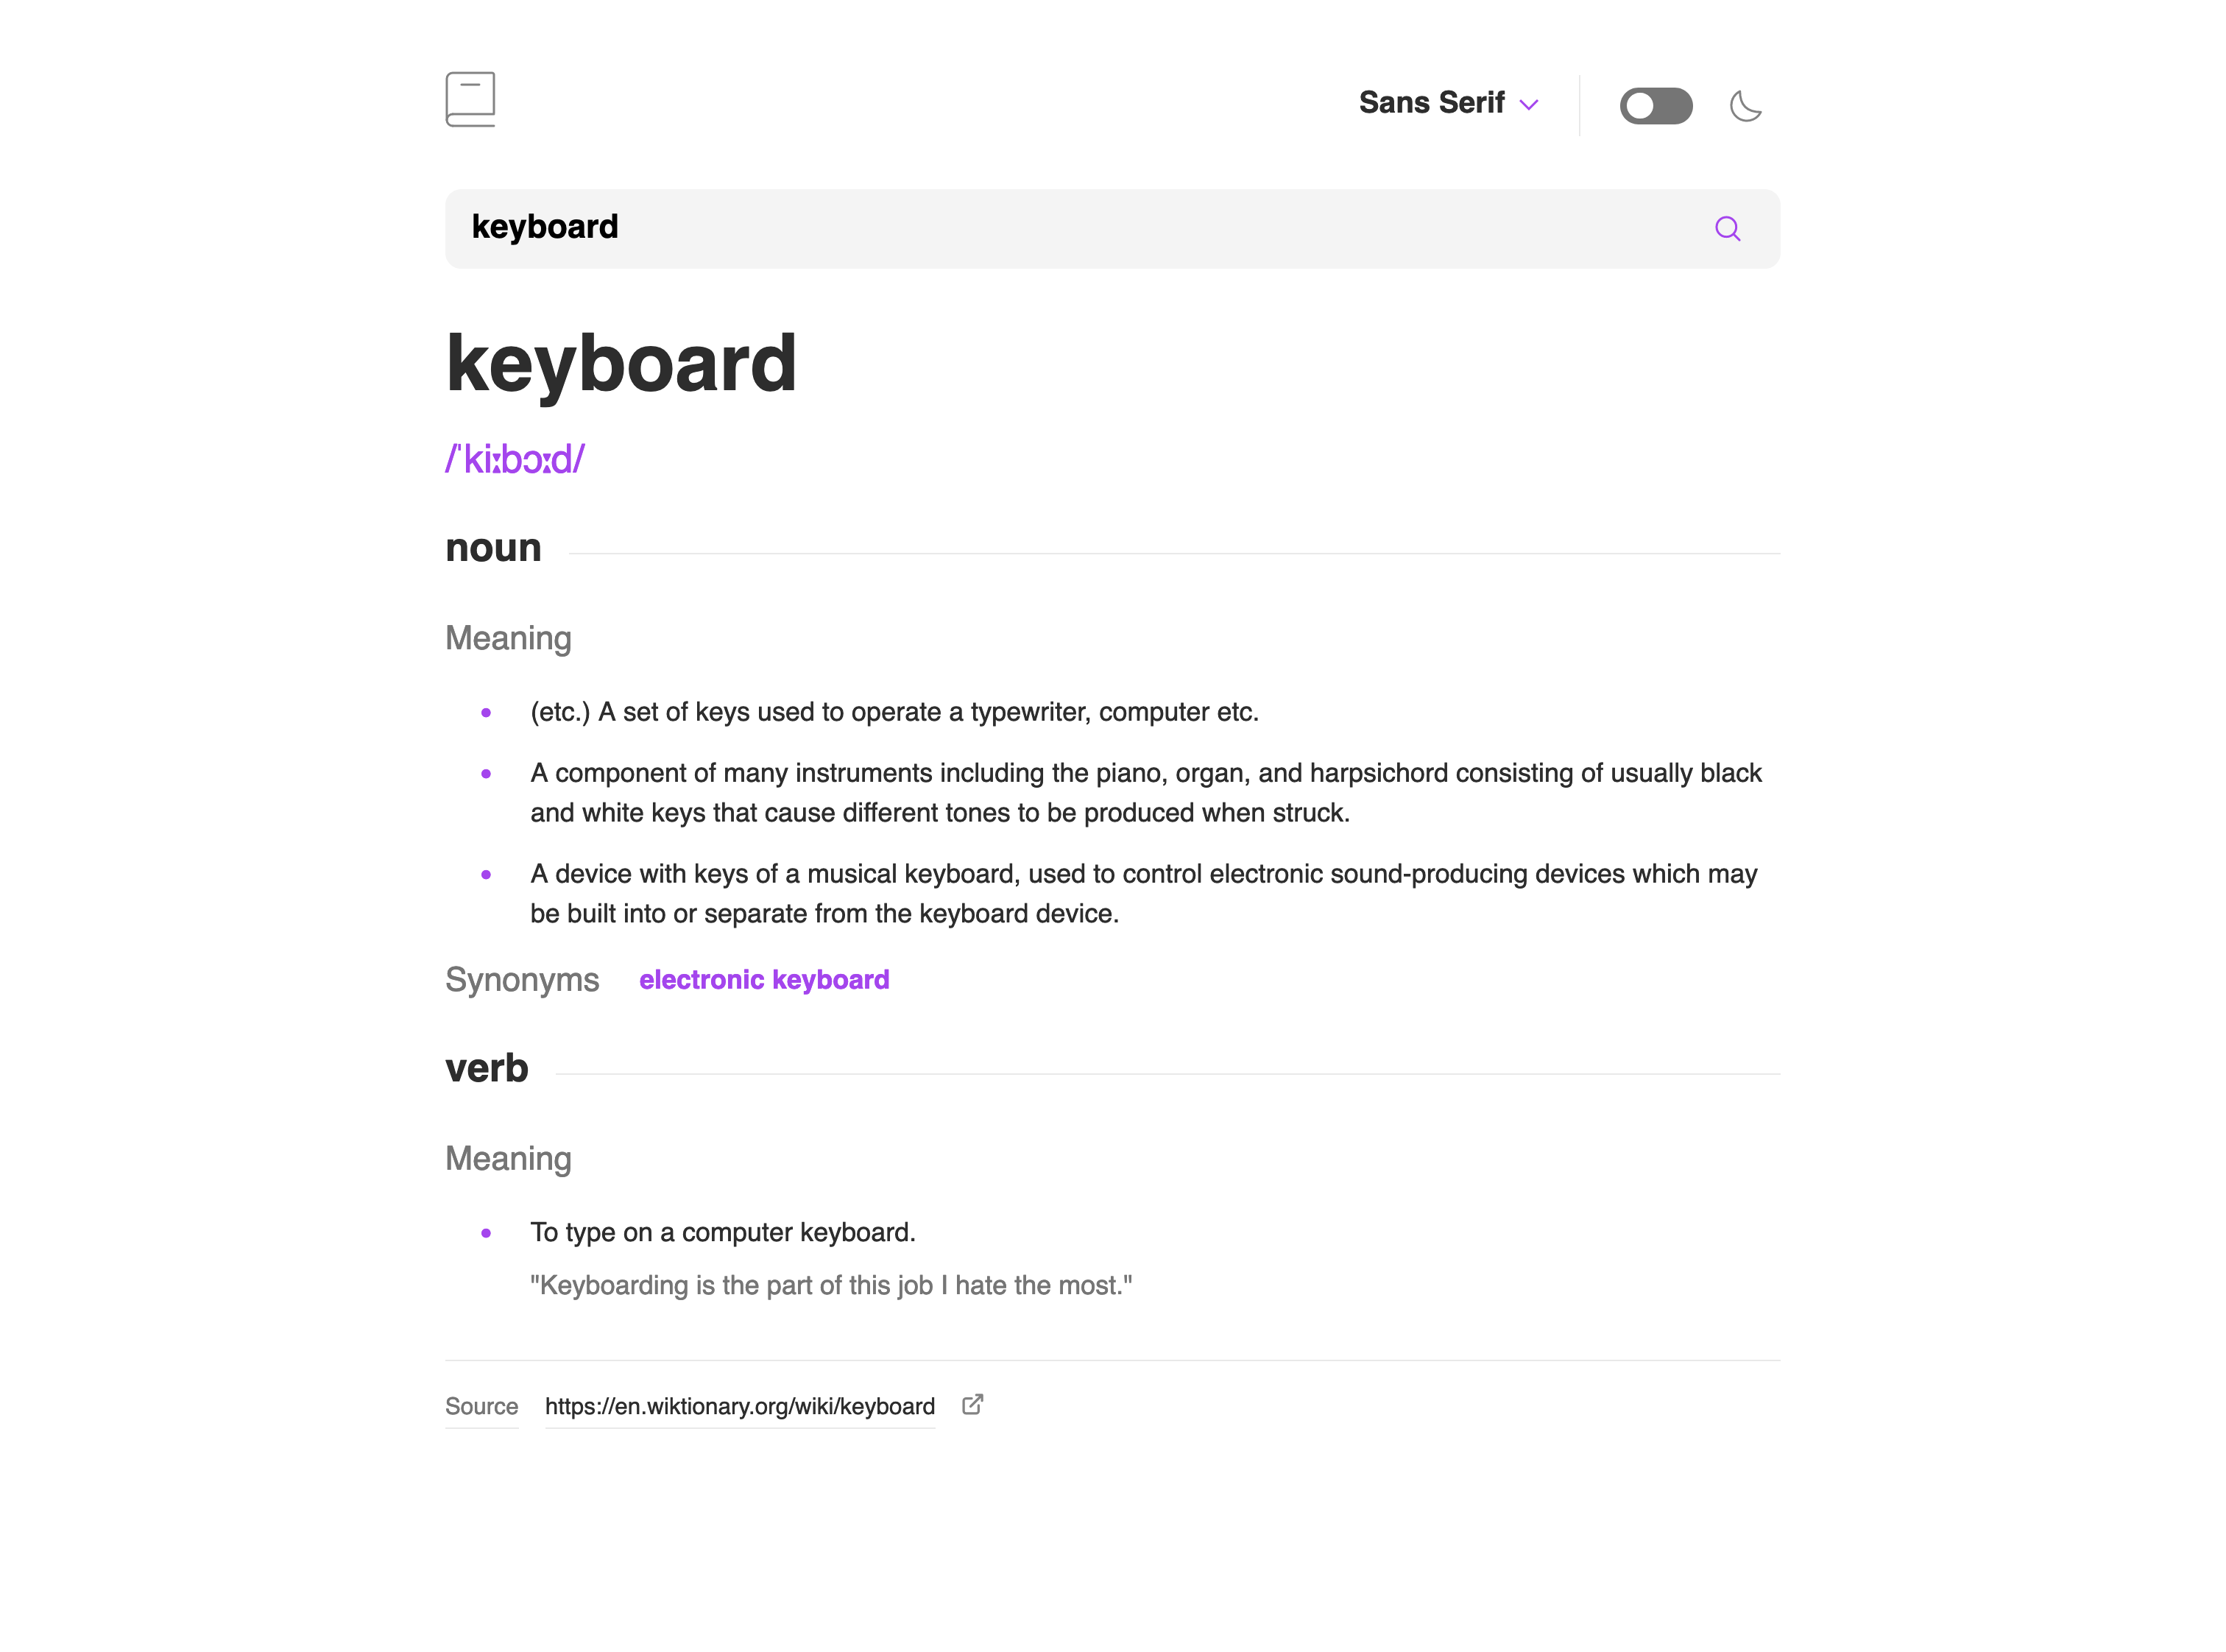 Sans Serif
keyboard
keyboard
/ˈkiːbɔːd/
noun
Meaning
(etc.) A set of keys used to operate a typewriter, computer etc.
A component of many instruments including the piano, organ, and harpsichord consisting of usually black
and white keys that cause different tones to be produced when struck.
A device with keys of a musical keyboard, used to control electronic sound-producing devices which may
be built into or separate from the keyboard device.
Synonyms electronic keyboard
verb
Meaning
To type on a computer keyboard.
"Keyboarding is the part of this job I hate the most."
Source https://en.wiktionary.org/wiki/keyboard